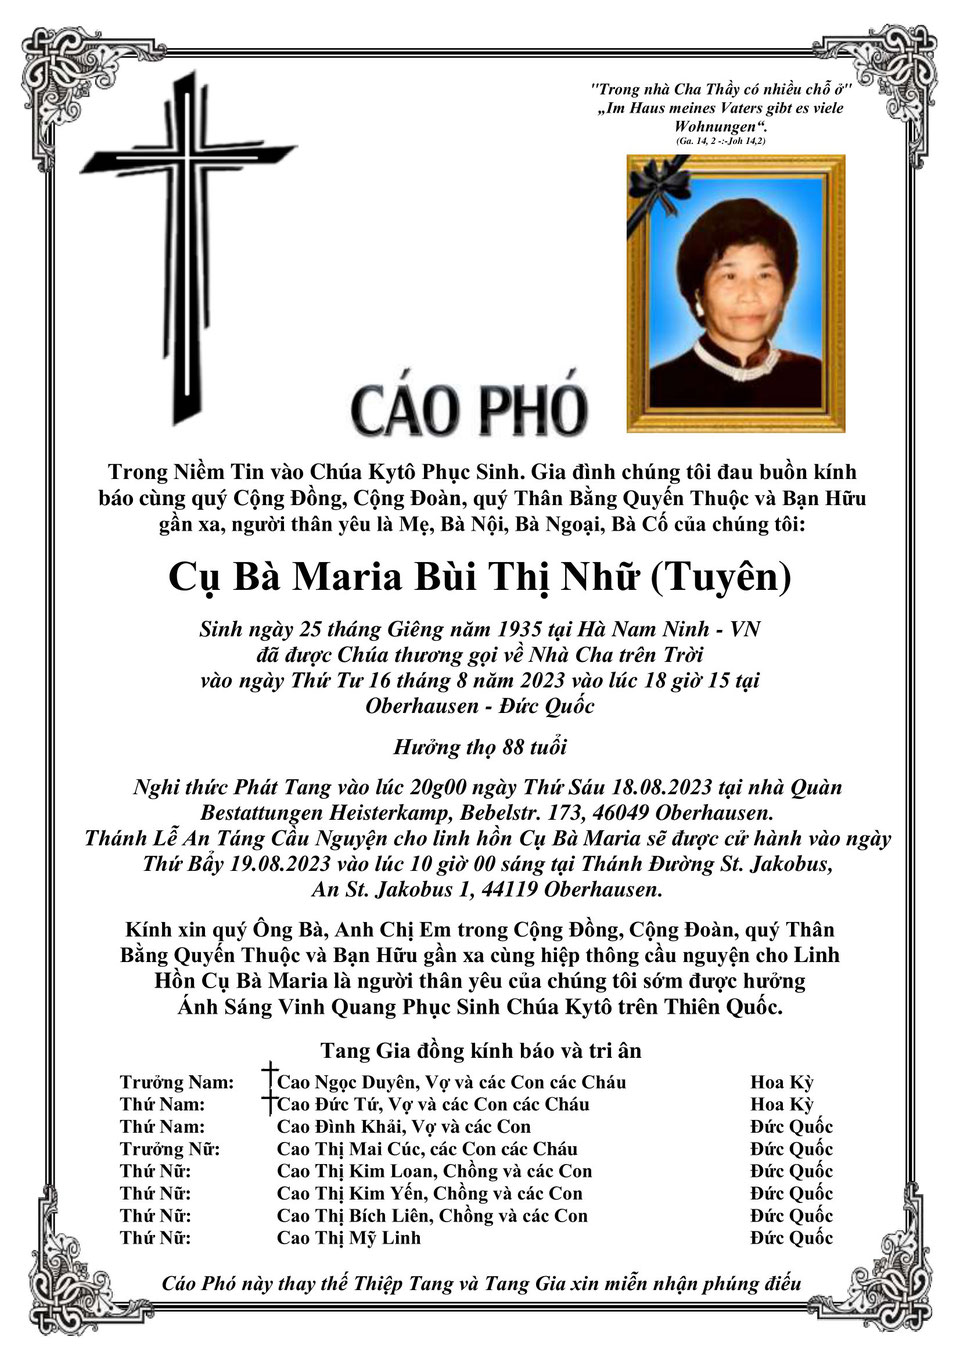 "Trong nhà Cha Thầy có nhiều chỗ ở"
„Im Haus meines Vaters gibt es viele
Wohnungen“.
(Ga. 14, 2 -:-Joh 14,2)
CÁO PHÓ
Trong Niềm Tin vào Chúa Kytô Phục Sinh. Gia đình chúng tôi đau buồn kính
báo cùng quý Cộng Đồng, Cộng Đoàn, quý Thân Bằng Quyến Thuộc và Bạn Hữu
gần xa, người thân yêu là Mẹ, Bà Nội, Bà Ngoại, Bà Cố của chúng tôi:
Cụ Bà Maria Bùi Thị Nhữ (Tuyên)
Sinh ngày 25 tháng Giêng năm 1935 tại Hà Nam Ninh - VN
đã được Chúa thương gọi về Nhà Cha trên Trời
vào ngày Thứ Tư 16 tháng 8 năm 2023 vào lúc 18 giờ 15 tại
Oberhausen - Đức Quốc
Hưởng thọ 88 tuổi
Nghi thức Phát Tang vào lúc 20g00 ngày Thứ Sáu 18.08.2023 tại nhà Quàn
Bestattungen Heisterkamp, Bebelstr. 173, 46049 Oberhausen.
Thánh Lễ An Táng Cầu Nguyện cho linh hồn Cụ Bà Maria sẽ được cử hành vào ngày
Thứ Bẩy 19.08.2023 vào lúc 10 giờ 00 sáng tại Thánh Đường St. Jakobus,
An St. Jakobus 1, 44119 Oberhausen.
Kính xin quý Ông Bà, Anh Chị Em trong Cộng Đồng, Cộng Đoàn, quý Thân
Bằng Quyến Thuộc và Bạn Hữu gần xa cùng hiệp thông cầu nguyện cho Linh
Hồn Cụ Bà Maria là người thân yêu của chúng tôi sớm được hưởng
Ánh Sáng Vinh Quang Phục Sinh Chúa Kytô trên Thiên Quốc.
Tang Gia đồng kính báo và tri ân
Trưởng Nam: Cao Ngọc Duyên, Vợ và các Con các Cháu Hoa Kỳ
Thứ Nam: Cao Đức Tứ, Vợ và các Con các Cháu Hoa Kỳ
Thứ Nam: Cao Đình Khải, Vợ và các Con Đức Quốc
Trưởng Nữ: Cao Thị Mai Cúc, các Con các Cháu Đức Quốc
Thứ Nữ: Cao Thị Kim Loan, Chồng và các Con Đức Quốc
Thứ Nữ: Cao Thị Kim Yến, Chồng và các Con Đức Quốc
Thứ Nữ: Cao Thị Bích Liên, Chồng và các Con Đức Quốc
Thứ Nữ: Cao Thị Mỹ Linh Đức Quốc
Cáo Phó này thay thế Thiệp Tang và Tang Gia xin miễn nhận phúng điếu